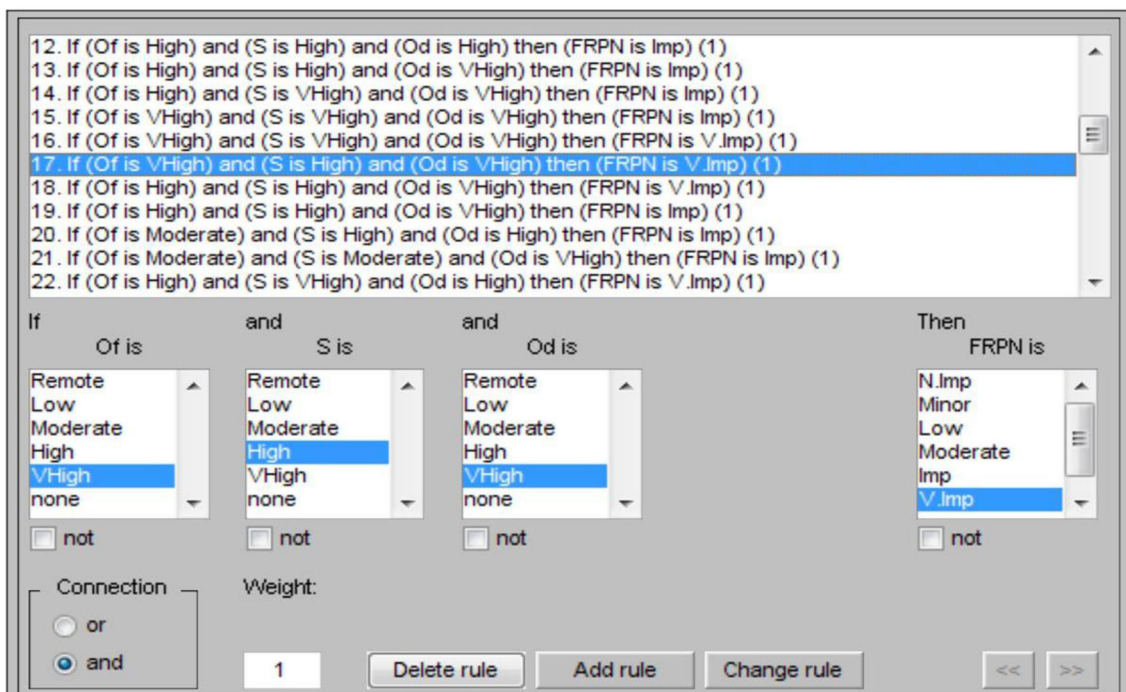 12. If (Of is High) and (S is High) and (Od is High) then (FRPN is Imp) (1)
13. If (Of is High) and (S is High) and (Od is VHigh) then (FRPN is Imp) (1)
14. If (Of is High) and (S is VHigh) and (Od is VHigh) then (FRPN is Imp) (1)
15. If (Of is VHigh) and (S is VHigh) and (Od is VHigh) then (FRPN is Imp) (1)
16. If (Of is VHigh) and (S is VHigh) and (Od is VHigh) then (FRPN is V.Imp) (1)
17. If (Of is VHigh) and (S is High) and (Od is VHigh) then (FRPN is V.Imp) (1)
18. If (Of is High) and (S is High) and (Od is VHigh) then (FRPN is V.Imp) (1)
19. If (Of is High) and (S is High) and (Od is VHigh) then (FRPN is Imp) (1)
20. If (Of is Moderate) and (S is High) and (Od is High) then (FRPN is Imp) (1)
21. If (Of is Moderate) and (S is Moderate) and (Od is VHigh) then (FRPN is Imp) (1)
22. If (Of is High) and (S is VHigh) and (Od is High) then (FRPN is V.Imp) (1)
If and and Then
Of is S is Od is FRPN is
Remote Remote Remote N.Imp
Low Low Low Minor
Moderate Moderate Moderate Low
High High High Moderate
VHigh VHigh VHigh Imp
none none none V.Imp
not not not not
Connection Weight:
or
and 1 Delete rule Add rule Change rule << >>